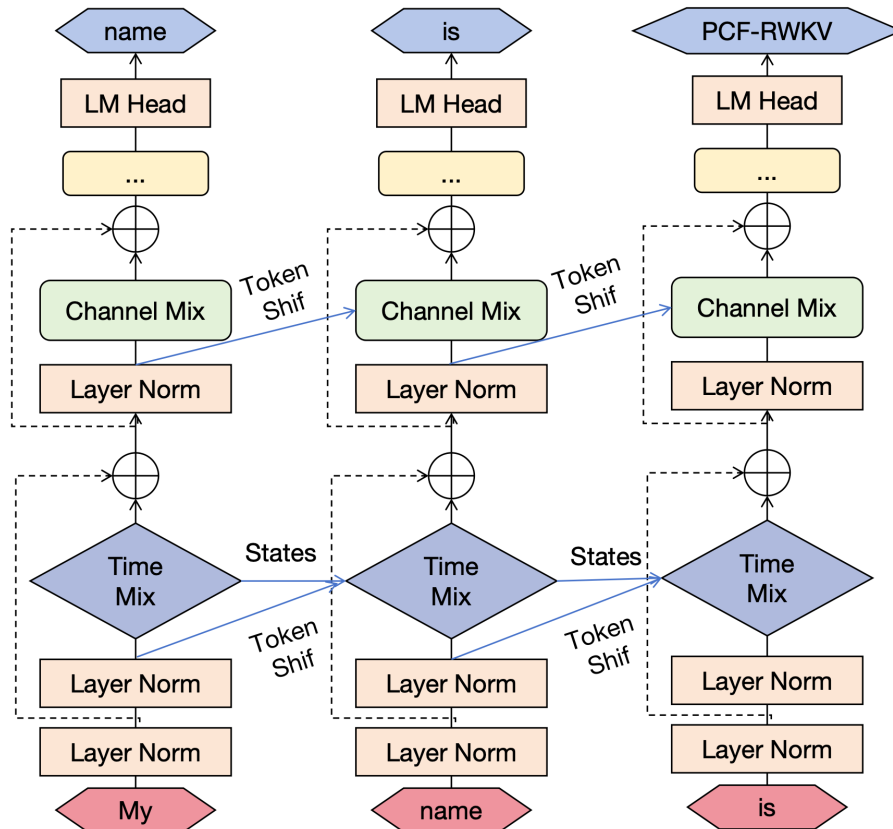 name
is
PCF-RWKV
LM Head
LM Head
LM Head
...
...
...
Token
Shif
Token
Shif
Channel Mix
Channel Mix
Channel Mix
Layer Norm
Layer Norm
Layer Norm
States
States
Time
Mix
Time
Mix
Time
Mix
Token
Shif
Token
Shif
Layer Norm
Layer Norm
Layer Norm
Layer Norm
Layer Norm
Layer Norm
My
name
is